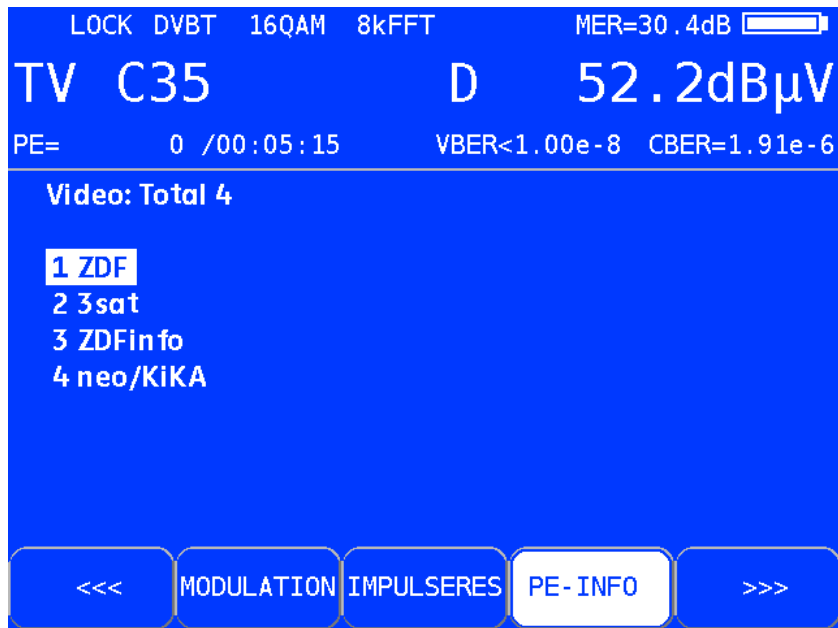 LOCK DVBT 16QAM 8kFFT MER=30.4dB
TV C35 D 52.2dBµV
PE= 0 /00:05:15 VBER<1.00e-8 CBER=1.91e-6
Video: Total 4
1 ZDF
2 3sat
3 ZDFinfo
4 neo/KiKA
<<< MODULATION IMPULSERES PE-INFO >>>